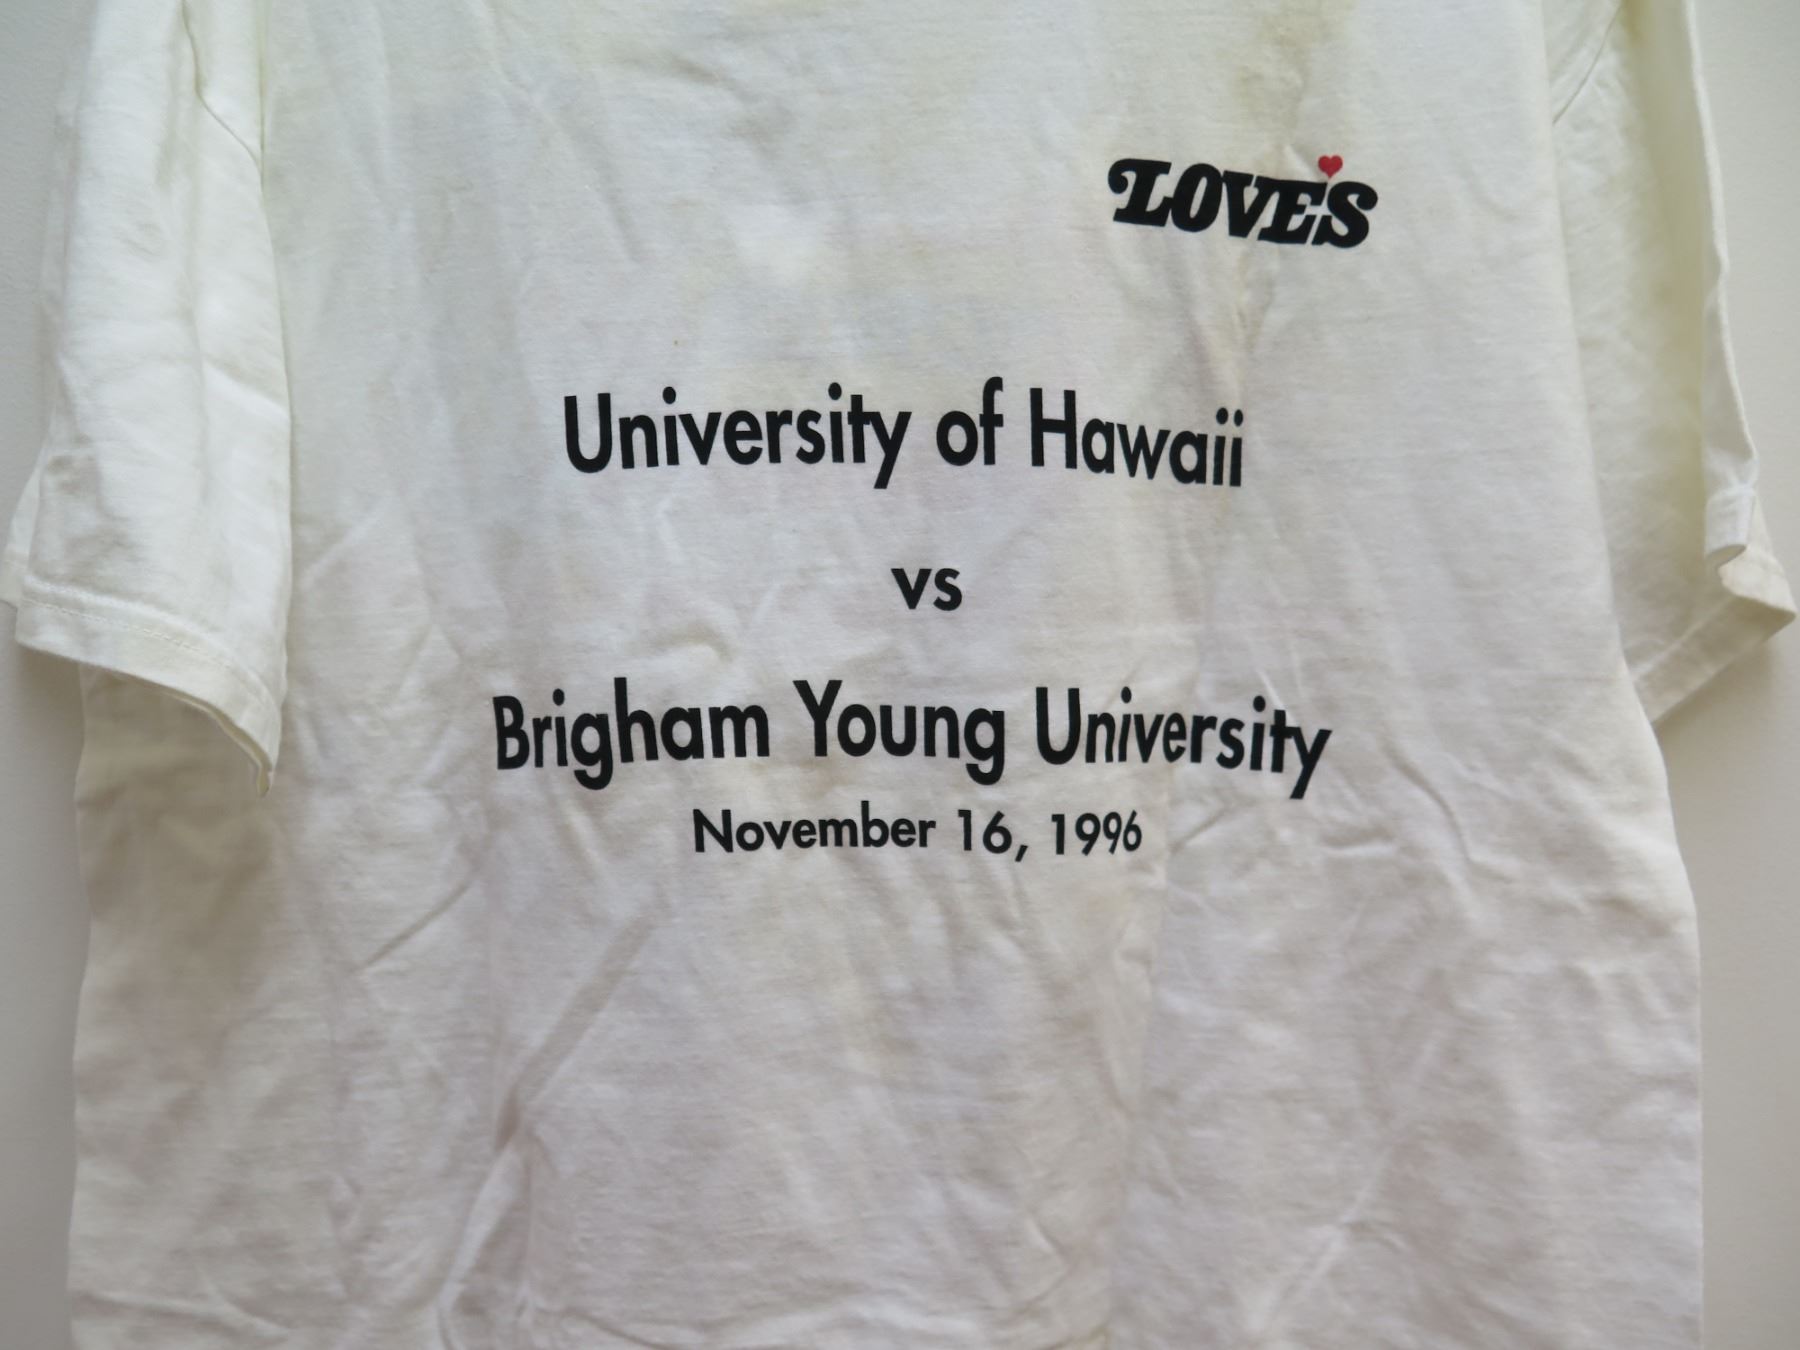 LOVE'S
University of Hawaii
vs
Brigham Young University
November 16, 1996